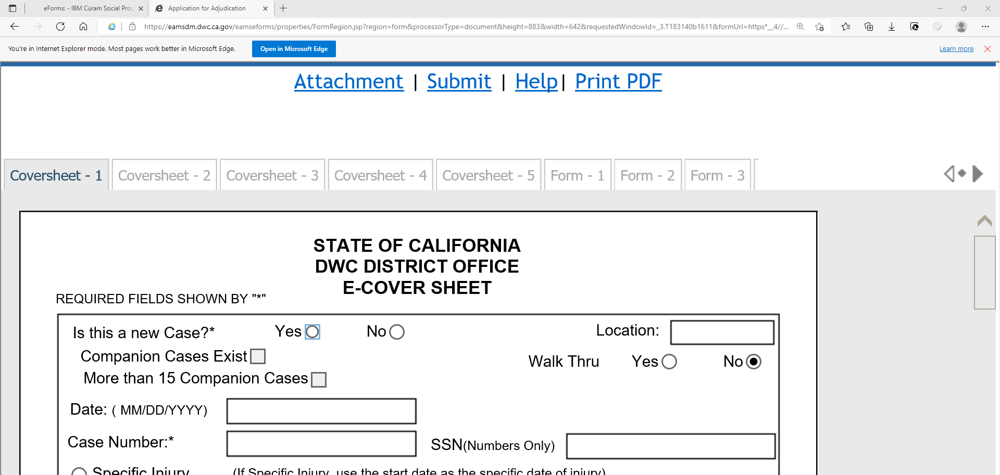 eForms: - IBM Cúram Social Prog
Application for Adjudication
https://eamsdm.dwc.ca.gov/eamseforms/properties/FormRegion.jsp?region=form&processorType=document&height=883&width=642&requestedWindowId=_3.T183140b1611&formUrl=https*__4//...
You're in Internet Explorer mode. Most pages work better in Microsoft Edge.
Open in Microsoft Edge
Learn more
Attachment | Submit | Help | Print PDF
Coversheet - 1
Coversheet - 2
Coversheet - 3
Coversheet - 4
Coversheet - 5
Form - 1
Form - 2
Form - 3
STATE OF CALIFORNIA
DWC DISTRICT OFFICE
E-COVER SHEET
REQUIRED FIELDS SHOWN BY "*"
Is this a new Case?* Yes No Location:
Companion Cases Exist
Walk Thru Yes No
More than 15 Companion Cases
Date: ( MM/DD/YYYY)
Case Number:* SSN(Numbers Only)
Specific Injury (If Specific Injury, use the start date as the specific date of injury)